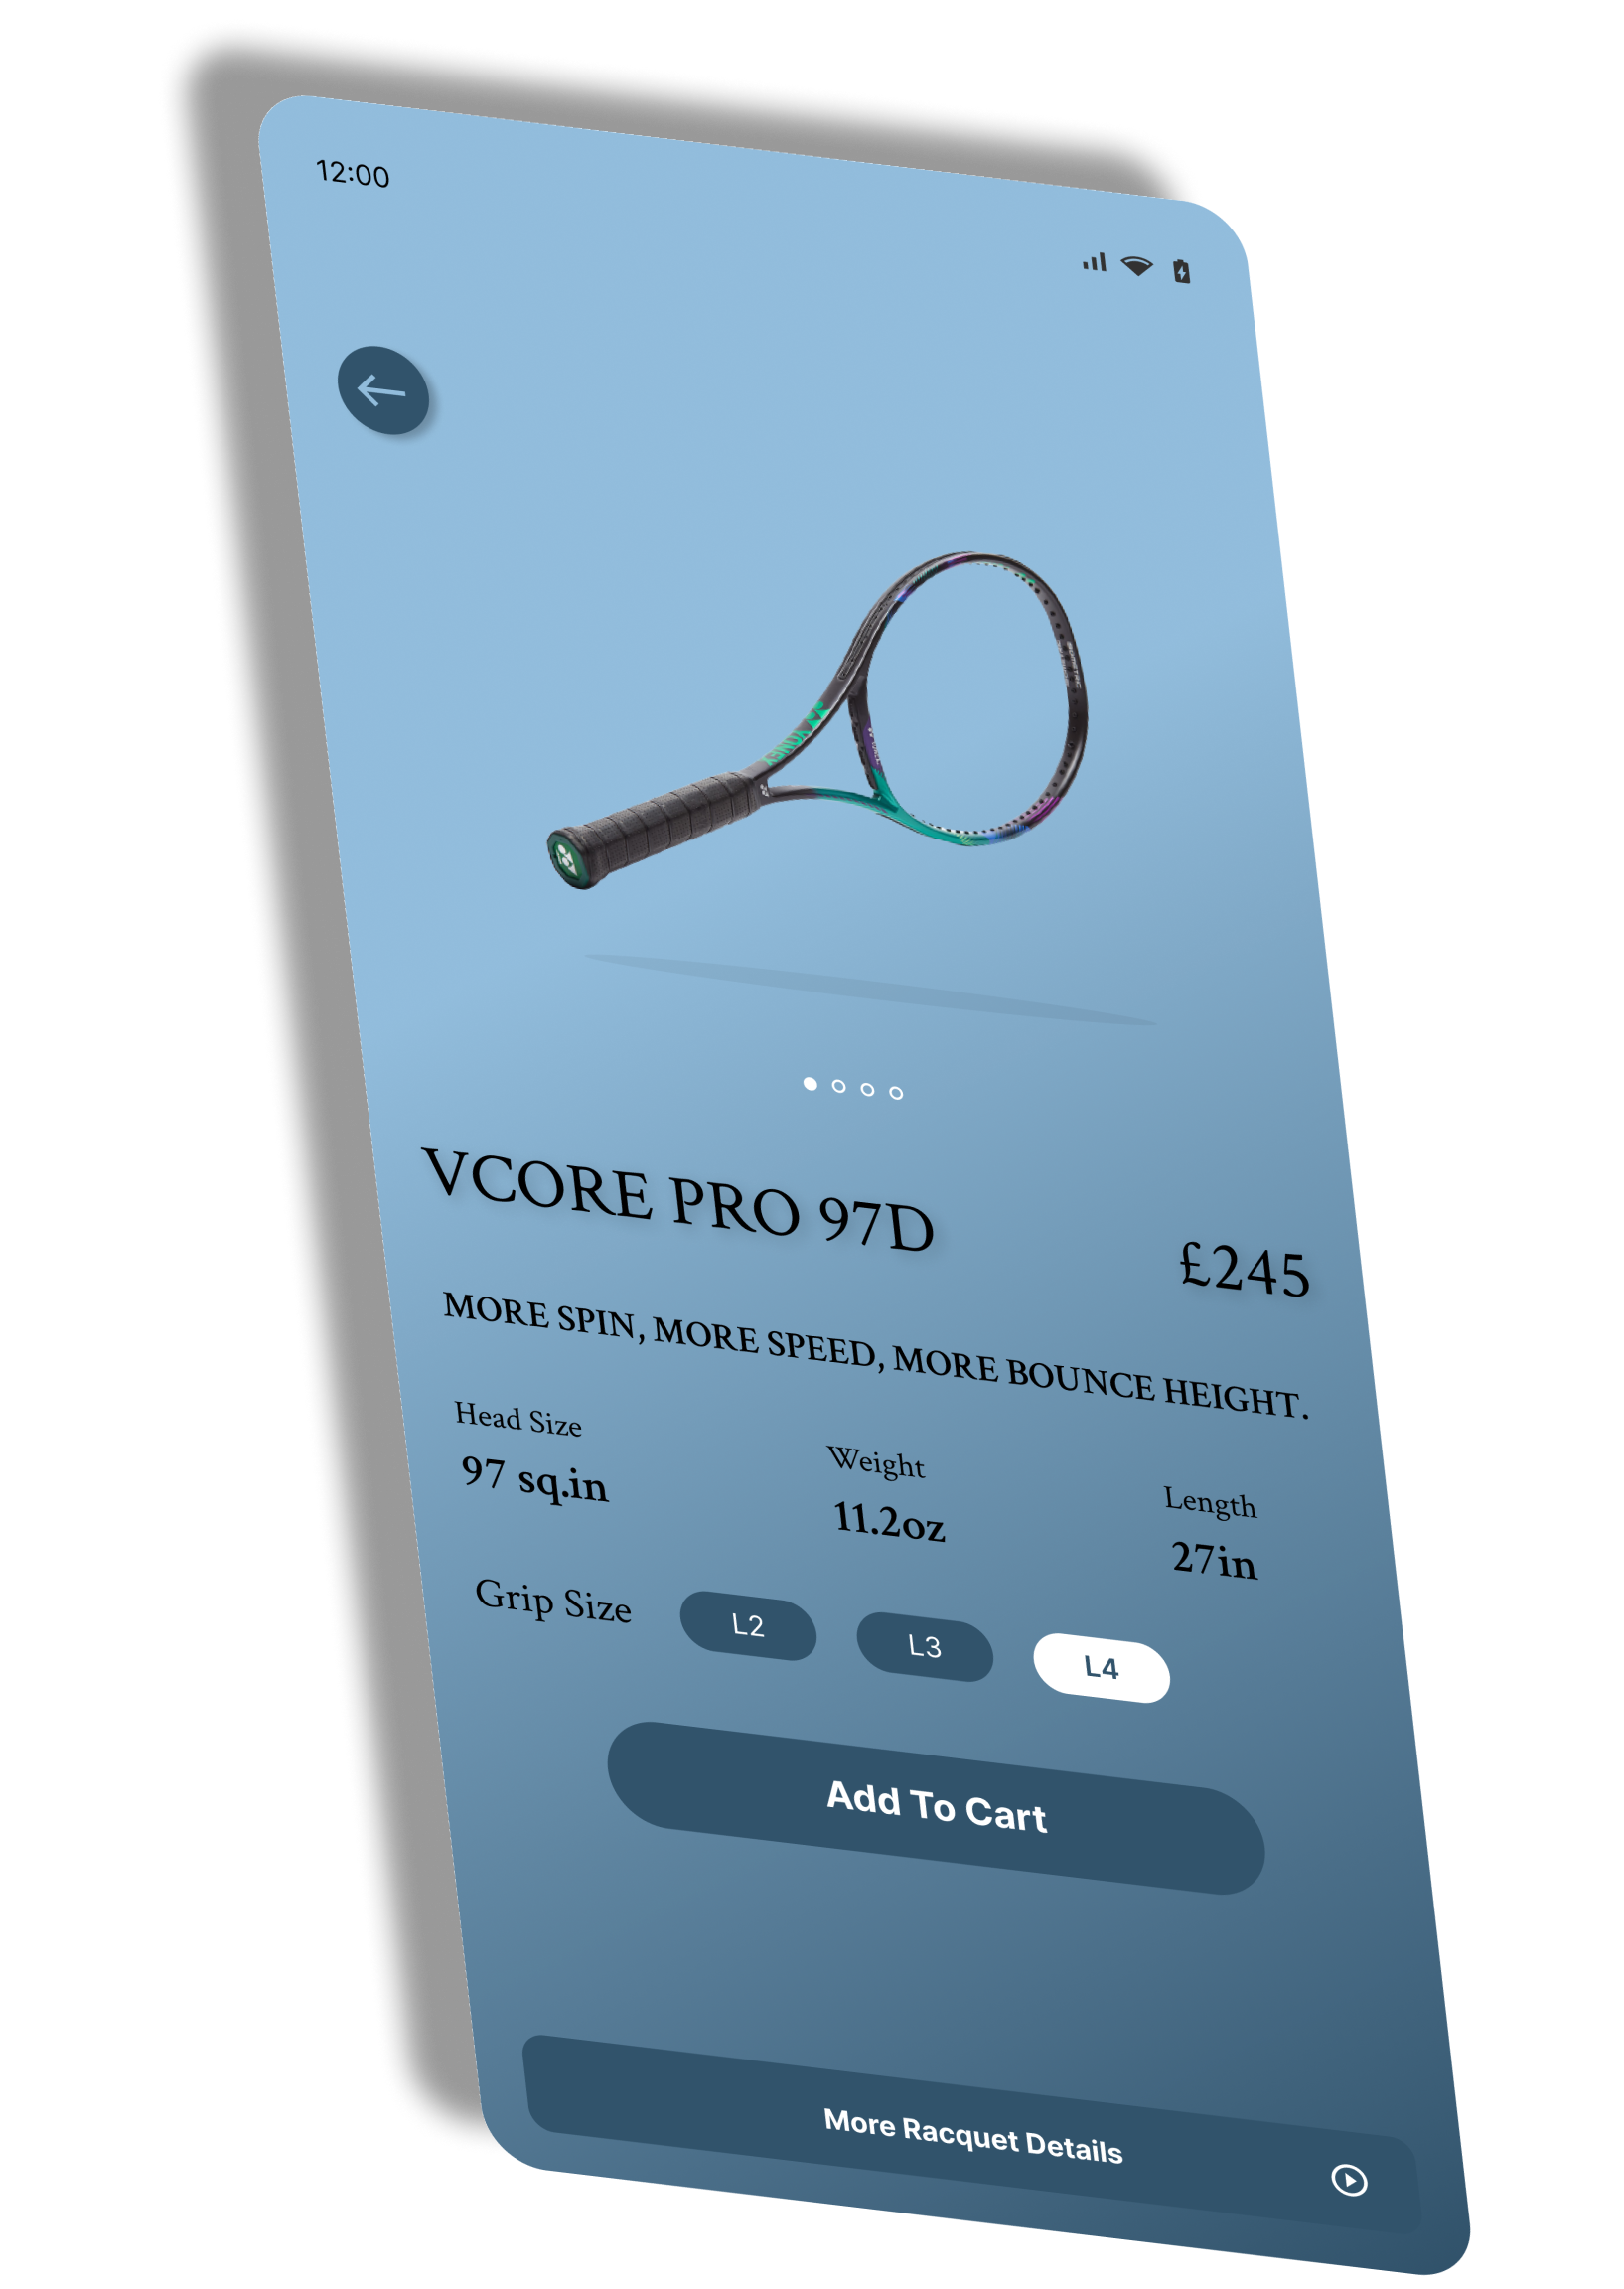 12:00
YONEX
VCORE PRO 97D
£245
MORE SPIN, MORE SPEED, MORE BOUNCE HEIGHT.
Head Size
Weight
Length
97 sq.in
11.2oz
27in
Grip Size
L2
L3
L4
Add To Cart
More Racquet Details